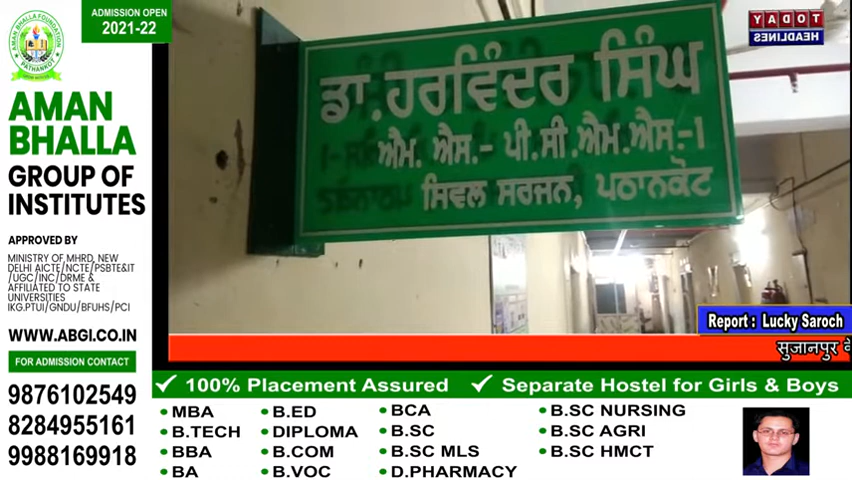 AMAN BHALLA FOUNDATION
PATHANKOT
ADMISSION OPEN
2021-22
AMAN
BHALLA
GROUP OF
INSTITUTES
APPROVED BY
MINISTRY OF MHRD, NEW
DELHI AICTE/NCTE/PSBTE&IT
/UGC/INC/DRME &
AFFILIATED TO STATE
UNIVERSITIES
IKG.PTUI/GNDU/BFUHS/PCI
WWW.ABGI.CO.IN
FOR ADMISSION CONTACT
9876102549
8284955161
9988169918
TODAY
HEADLINES
ਡਾ.ਹਰਵਿੰਦਰ ਸਿੰਘ
ਐਮ. ਐਸ.- ਪੀ.ਸੀ.ਐਮ.ਐਸ.-I
ਸਿਵਲ ਸਰਜਨ, ਪਠਾਨਕੋਟ
Report : Lucky Saroch
सुजानपुर के
100% Placement Assured
Separate Hostel for Girls & Boys
MBA
B.TECH
BBA
BA
B.ED
DIPLOMA
B.COM
B.VOC
BCA
B.SC
B.SC MLS
D.PHARMACY
B.SC NURSING
B.SC AGRI
B.SC HMCT